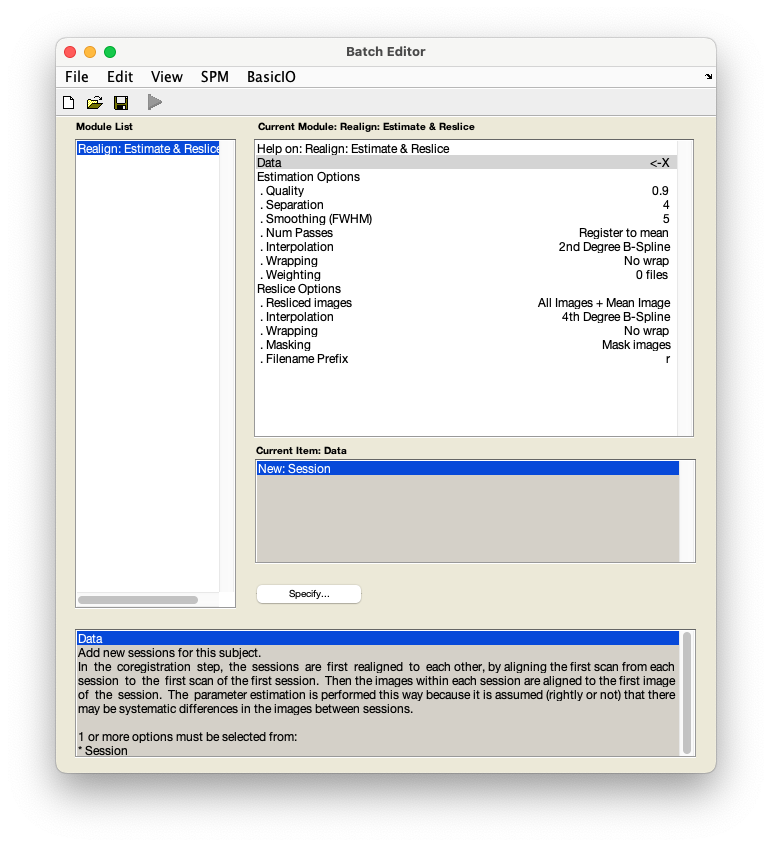 Batch Editor
File Edit View SPM BasicIO
Module List
Realign: Estimate & Reslice
Current Module: Realign: Estimate & Reslice
Help on: Realign: Estimate & Reslice
Data <-X
Estimation Options
. Quality 0.9
. Separation 4
. Smoothing (FWHM) 5
. Num Passes Register to mean
. Interpolation 2nd Degree B-Spline
. Wrapping No wrap
. Weighting 0 files
Reslice Options
. Resliced images All Images + Mean Image
. Interpolation 4th Degree B-Spline
. Wrapping No wrap
. Masking Mask images
. Filename Prefix r
Current Item: Data
New: Session
Specify...
Data
Add new sessions for this subject.
In the coregistration step, the sessions are first realigned to each other, by aligning the first scan from each
session to the first scan of the first session. Then the images within each session are aligned to the first image
of the session. The parameter estimation is performed this way because it is assumed (rightly or not) that there
may be systematic differences in the images between sessions.
1 or more options must be selected from:
* Session